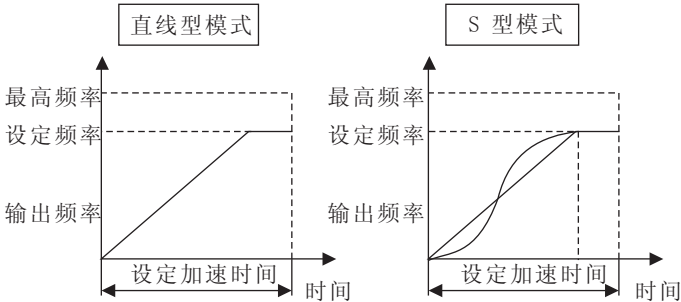 直线型模式
最高频率
设定频率
输出频率
设定加速时间
时间
S 型模式
最高频率
设定频率
输出频率
设定加速时间
时间